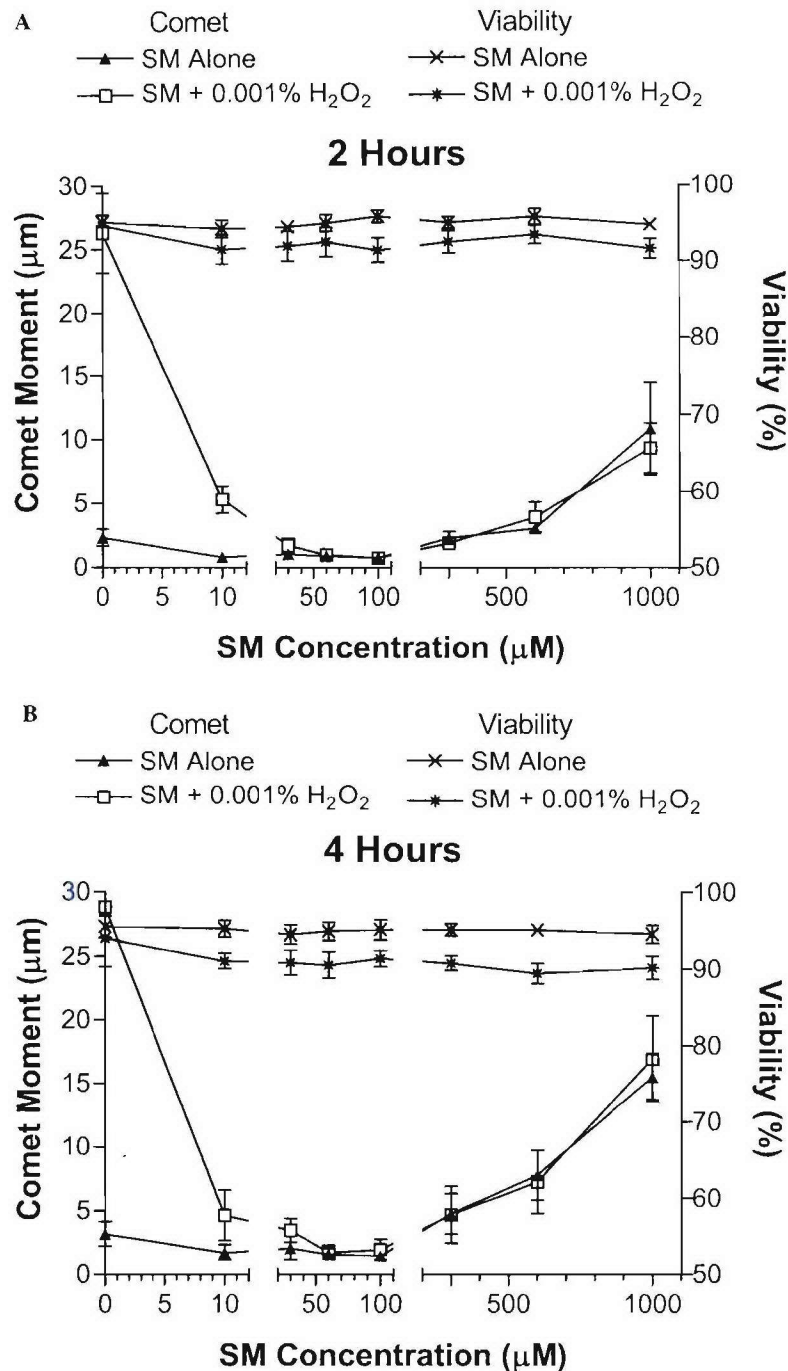 A
Comet Viability
SM Alone SM Alone
SM + 0.001% H₂O₂ SM + 0.001% H₂O₂
2 Hours
30 100
25 90
20 80
15
10 70
5 60
0 50
0 5 10 50 100 500 1000
Comet Moment (μm)
Viability (%)
SM Concentration (μM)
B
Comet Viability
SM Alone SM Alone
SM + 0.001% H₂O₂ SM + 0.001% H₂O₂
4 Hours
30 100
25 90
20 80
15
10 70
5 60
0 50
0 5 10 50 100 500 1000
Comet Moment (μm)
Viability (%)
SM Concentration (μM)